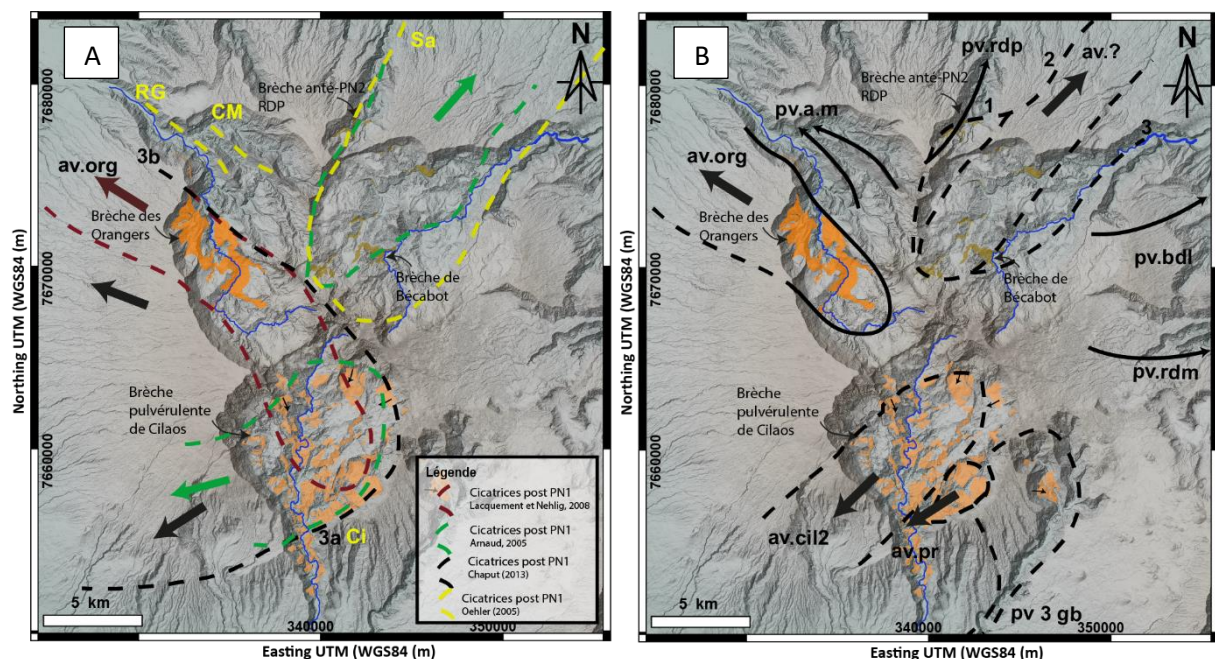 A
N
Sa
Brèche anté-PN2
RDP
RG
CM
3b
av.org
Brèche des
Orangers
Brèche de
Bécabot
Brèche
pulvérulente
de Cilaos
3a Ci
Légende
Cicatrices post PN1
Lacquement et Nehlig, 2008
Cicatrices post PN1
Arnaud, 2005
Cicatrices post PN1
Chaput (2013)
Cicatrices post PN1
Oehler (2005)
5 km
7680000
7670000
7660000
340000
350000
Northing UTM (WGS84 (m)
Easting UTM (WGS84 (m)
B
N
pv.rdp
2
av.?
Brèche anté-PN2
RDP
1
pv.a.m
3
av.org
Brèche des
Orangers
pv.bdl
Brèche de
Bécabot
pv.rdm
Brèche
pulvérulente
de Cilaos
av.cil2
av.pr
pv 3 gb
5 km
7680000
7670000
7660000
340000
350000
Northing UTM (WGS84 (m)
Easting UTM (WGS84 (m)